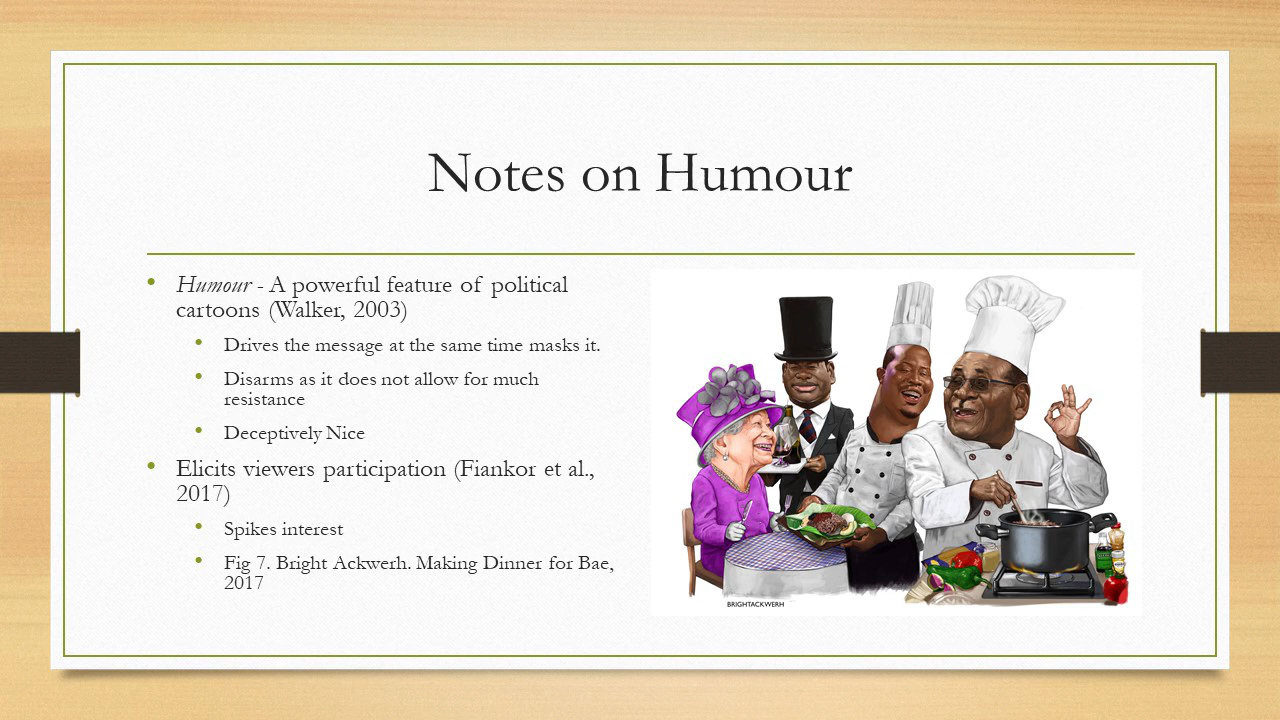 Notes on Humour
Humour - A powerful feature of political
cartoons (Walker, 2003)
Drives the message at the same time masks it.
Disarms as it does not allow for much
resistance
Deceptively Nice
Elicits viewers participation (Fiankor et al.,
2017)
Spikes interest
Fig 7. Bright Ackwerh. Making Dinner for Bae,
2017
BRIGHTACKWERH